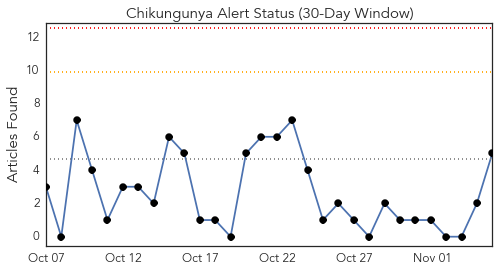 Chikungunya Alert Status (30-Day Window)
Articles Found
12
10
8
6
4
2
0
Oct 07 Oct 12 Oct 17 Oct 22 Oct 27 Nov 01